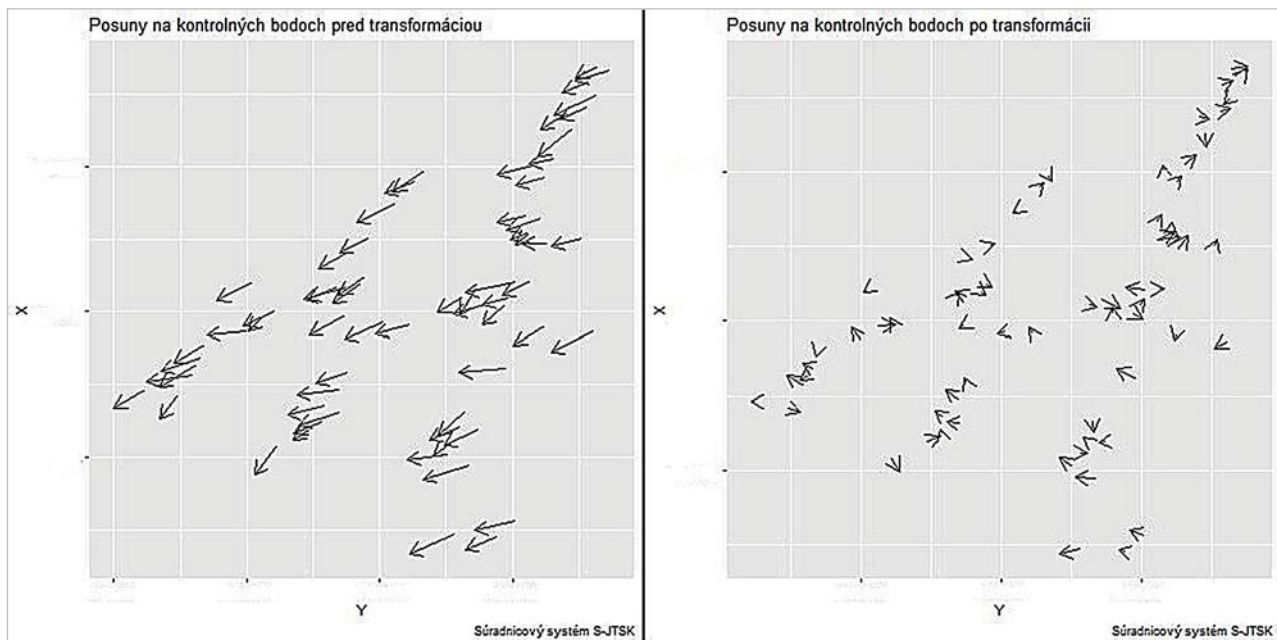 Posuny na kontrolných bodoch pred transformáciou
X
Y
Súradnicový systém S-JTSK
Posuny na kontrolných bodoch po transformácii
X
Y
Súradnicový systém S-JTSK